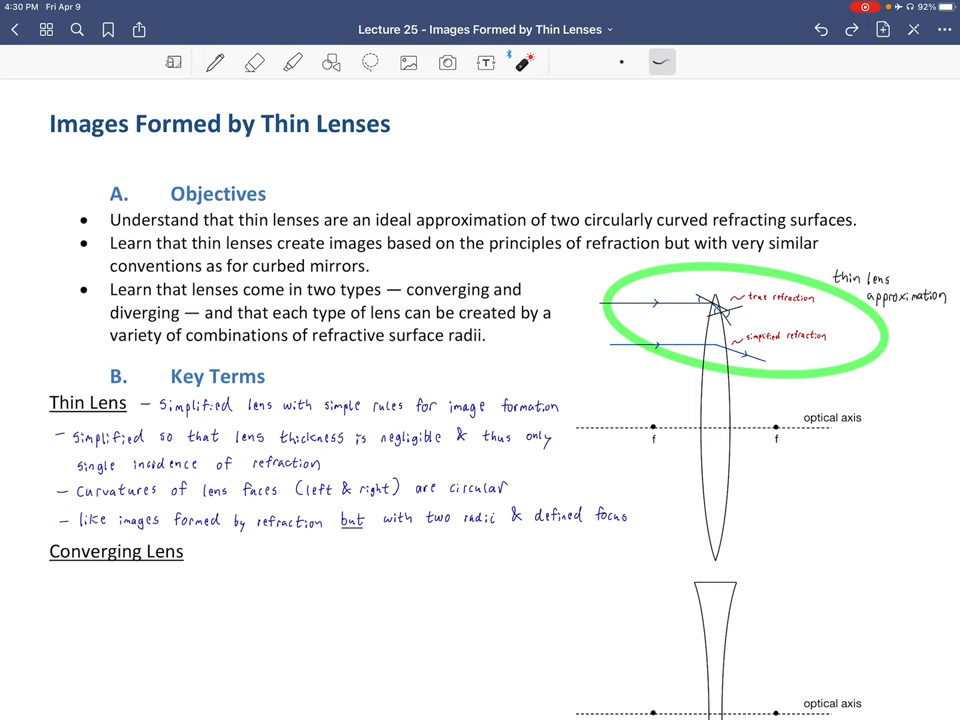 4:30 PM Fri Apr 9
92%
Lecture 25 - Images Formed by Thin Lenses
T
Images Formed by Thin Lenses
A. Objectives
• Understand that thin lenses are an ideal approximation of two circularly curved refracting surfaces.
• Learn that thin lenses create images based on the principles of refraction but with very similar
conventions as for curbed mirrors.
• Learn that lenses come in two types — converging and
diverging — and that each type of lens can be created by a
variety of combinations of refractive surface radii.
thin lens
approximation
~ true refraction
~ simplified refraction
B. Key Terms
Thin Lens – Simplified lens with simple rules for image formation
– simplified so that lens thickness is negligible & thus only
single incidence of refraction
– curvatures of lens faces (left & right) are circular
– like images formed by refraction but with two radii & defined focus
Converging Lens
optical axis
f f
optical axis